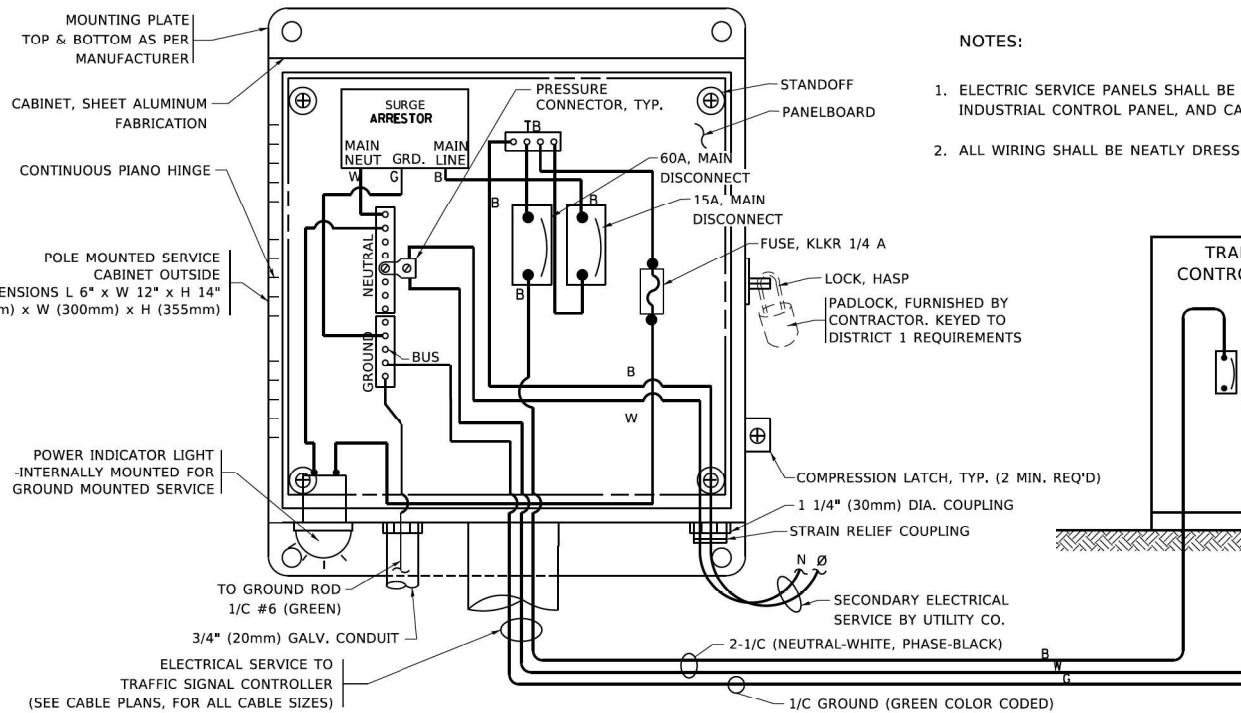 MOUNTING PLATE
TOP & BOTTOM AS PER
MANUFACTURER
CABINET, SHEET ALUMINUM
FABRICATION
CONTINUOUS PIANO HINGE
POLE MOUNTED SERVICE
CABINET OUTSIDE
ENSIONS L 6" x W 12" x H 14"
m) x W (300mm) x H (355mm)
POWER INDICATOR LIGHT
-INTERNALLY MOUNTED FOR
GROUND MOUNTED SERVICE
TO GROUND ROD
1/C #6 (GREEN)
3/4" (20mm) GALV. CONDUIT
ELECTRICAL SERVICE TO
TRAFFIC SIGNAL CONTROLLER
(SEE CABLE PLANS, FOR ALL CABLE SIZES)
SURGE
ARRESTOR
MAIN
NEUT
GRD.
MAIN
LINE
W
G
B
PRESSURE
CONNECTOR, TYP.
TB
60A, MAIN
DISCONNECT
15A, MAIN
DISCONNECT
B
B
B
NEUTRAL
GROUND
BUS
B
W
STANDOFF
PANELBOARD
FUSE, KLKR 1/4 A
LOCK, HASP
PADLOCK, FURNISHED BY
CONTRACTOR. KEYED TO
DISTRICT 1 REQUIREMENTS
COMPRESSION LATCH, TYP. (2 MIN. REQ'D)
1 1/4" (30mm) DIA. COUPLING
STRAIN RELIEF COUPLING
N Ø
SECONDARY ELECTRICAL
SERVICE BY UTILITY CO.
2-1/C (NEUTRAL-WHITE, PHASE-BLACK)
B
W
G
1/C GROUND (GREEN COLOR CODED)
NOTES:
1. ELECTRIC SERVICE PANELS SHALL BE
INDUSTRIAL CONTROL PANEL, AND CA
2. ALL WIRING SHALL BE NEATLY DRESS
TRA
CONTRO